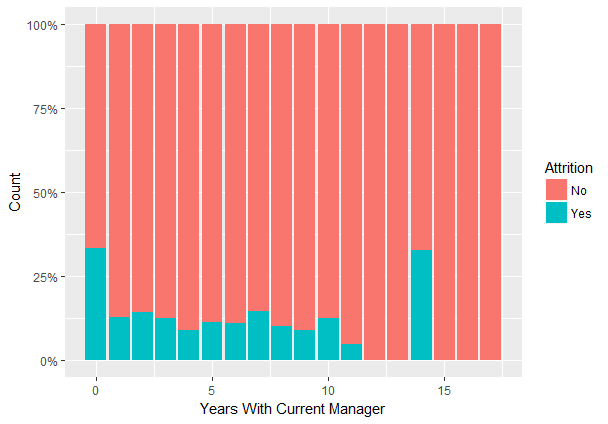 100%
75%
50%
25%
0%
Count
0 5 10 15
Years With Current Manager
Attrition
No
Yes